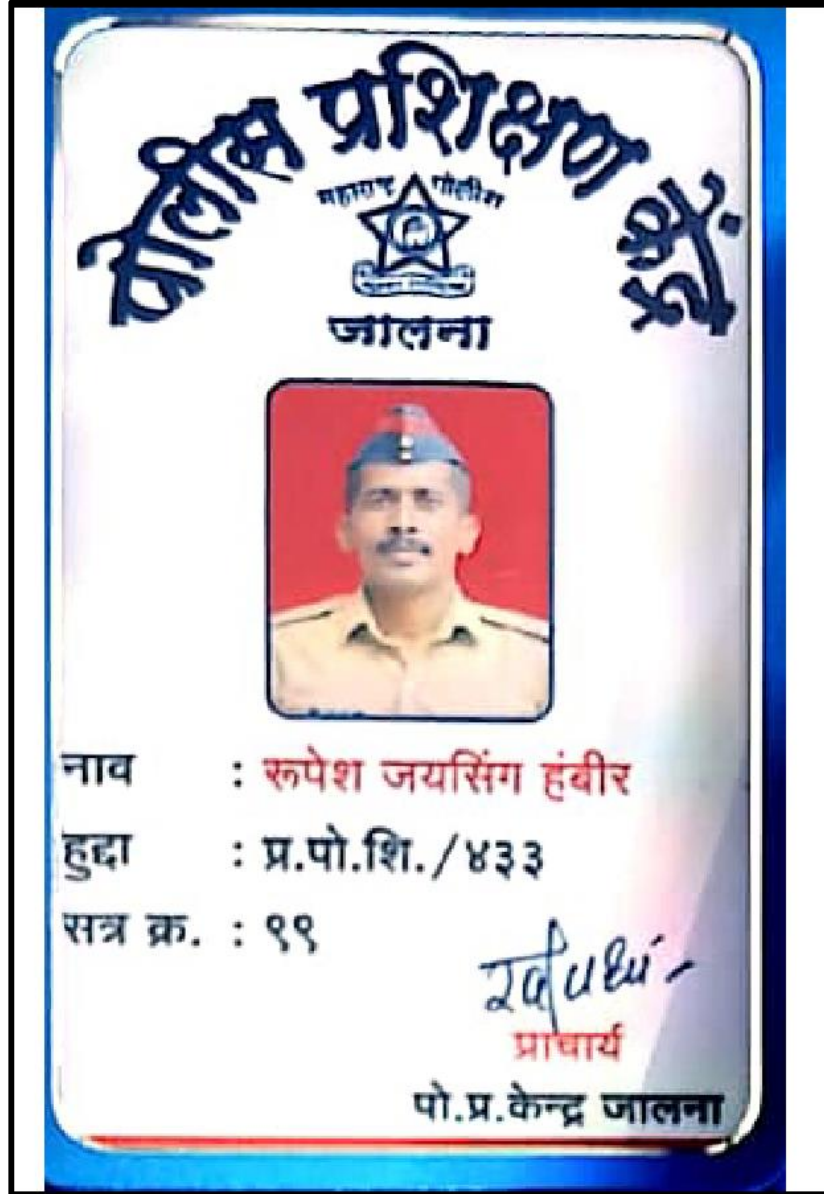 पोलीस प्रशिक्षण केंद्र
महाराष्ट्र पोलीस
जालना
नाव : रूपेश जयसिंग हंबीर
हुद्दा : प्र.पो.शि./४३३
सत्र क्र. : ९९
प्राचार्य
पो.प्र.केन्द्र जालना